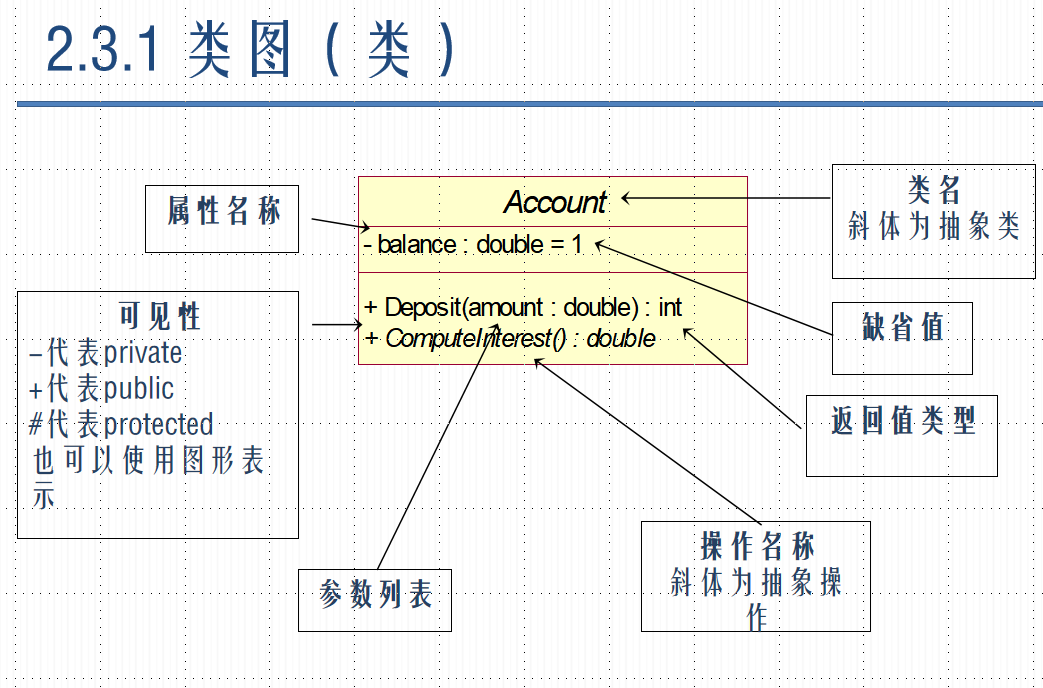 2.3.1 类图（类）
属性名称
Account
类名
斜体为抽象类
- balance : double = 1
可见性
–代表private
+代表public
#代表protected
也可以使用图形表
示
+ Deposit(amount : double) : int
+ ComputeInterest() : double
缺省值
返回值类型
操作名称
斜体为抽象操
作
参数列表